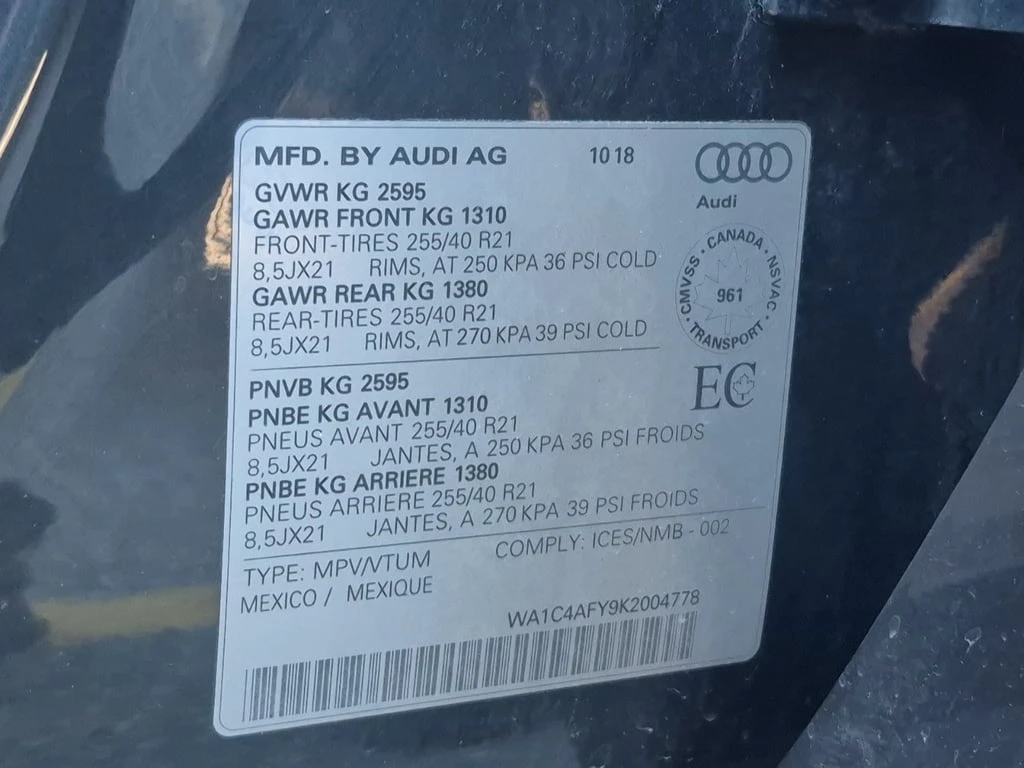 MFD. BY AUDI AG 10 18
Audi
GVWR KG 2595
GAWR FRONT KG 1310
FRONT-TIRES 255/40 R21
8,5JX21 RIMS, AT 250 KPA 36 PSI COLD
GAWR REAR KG 1380
REAR-TIRES 255/40 R21
8,5JX21 RIMS, AT 270 KPA 39 PSI COLD
CMVSS · CANADA · NSVAC · TRANSPORT ·
961
EC
PNVB KG 2595
PNBE KG AVANT 1310
PNEUS AVANT 255/40 R21
8,5JX21 JANTES, A 250 KPA 36 PSI FROIDS
PNBE KG ARRIERE 1380
PNEUS ARRIERE 255/40 R21
8,5JX21 JANTES, A 270 KPA 39 PSI FROIDS
TYPE: MPV/VTUM COMPLY: ICES/NMB - 002
MEXICO / MEXIQUE
WA1C4AFY9K2004778